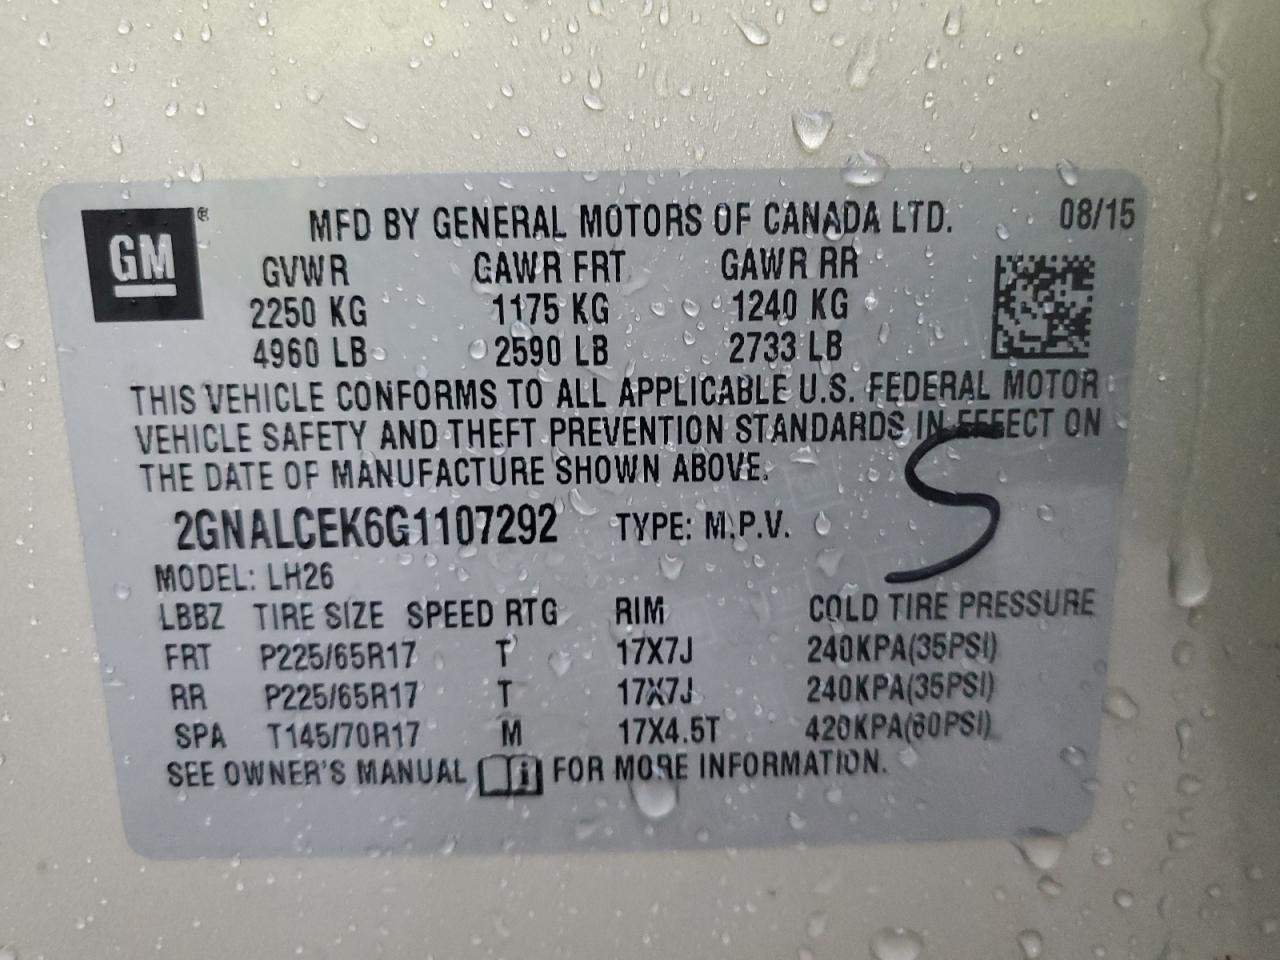 GM ®
MFD BY GENERAL MOTORS OF CANADA LTD. 08/15
GVWR GAWR FRT GAWR RR
2250 KG 1175 KG 1240 KG
4960 LB 2590 LB 2733 LB
THIS VEHICLE CONFORMS TO ALL APPLICABLE U.S. FEDERAL MOTOR
VEHICLE SAFETY AND THEFT PREVENTION STANDARDS IN EFFECT ON
THE DATE OF MANUFACTURE SHOWN ABOVE.
S
2GNALCEK6G1107292 TYPE: M.P.V.
MODEL: LH26
LBBZ TIRE SIZE SPEED RTG RIM COLD TIRE PRESSURE
FRT P225/65R17 T 17X7J 240KPA(35PSI)
RR P225/65R17 T 17X7J 240KPA(35PSI)
SPA T145/70R17 M 17X4.5T 420KPA(60PSI)
SEE OWNER'S MANUAL i FOR MORE INFORMATION.